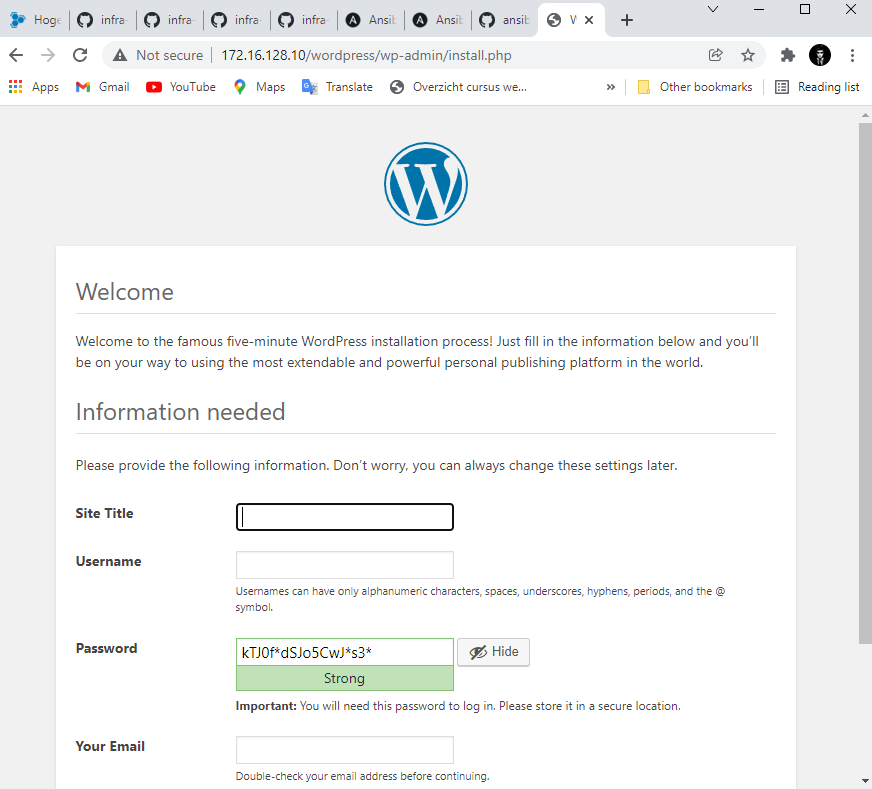 Hoge infra- infra- infra- infra- Ansib Ansib ansib W
Not secure 172.16.128.10/wordpress/wp-admin/install.php
Apps Gmail YouTube Maps Translate Overzicht cursus we... » Other bookmarks Reading list
Welcome
Welcome to the famous five-minute WordPress installation process! Just fill in the information below and you’ll
be on your way to using the most extendable and powerful personal publishing platform in the world.
Information needed
Please provide the following information. Don’t worry, you can always change these settings later.
Site Title
Username
Usernames can have only alphanumeric characters, spaces, underscores, hyphens, periods, and the @
symbol.
Password kTJ0f*dSJo5CwJ*s3* Hide
Strong
Important: You will need this password to log in. Please store it in a secure location.
Your Email
Double-check your email address before continuing.